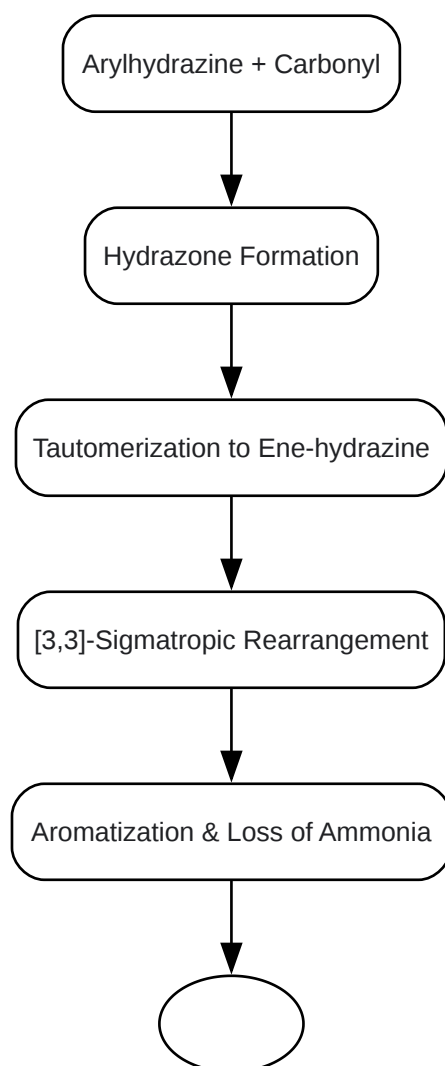 Arylhydrazine + Carbonyl
Hydrazone Formation
Tautomerization to Ene-hydrazine
[3,3]-Sigmatropic Rearrangement
Aromatization & Loss of Ammonia